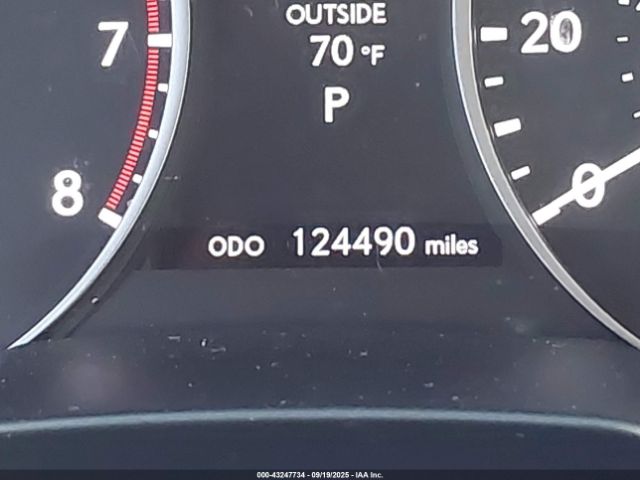 7
8
OUTSIDE
70 °F
P
ODO 124490 miles
20
0
000-43247734 - 09/19/2025 - IAA Inc.